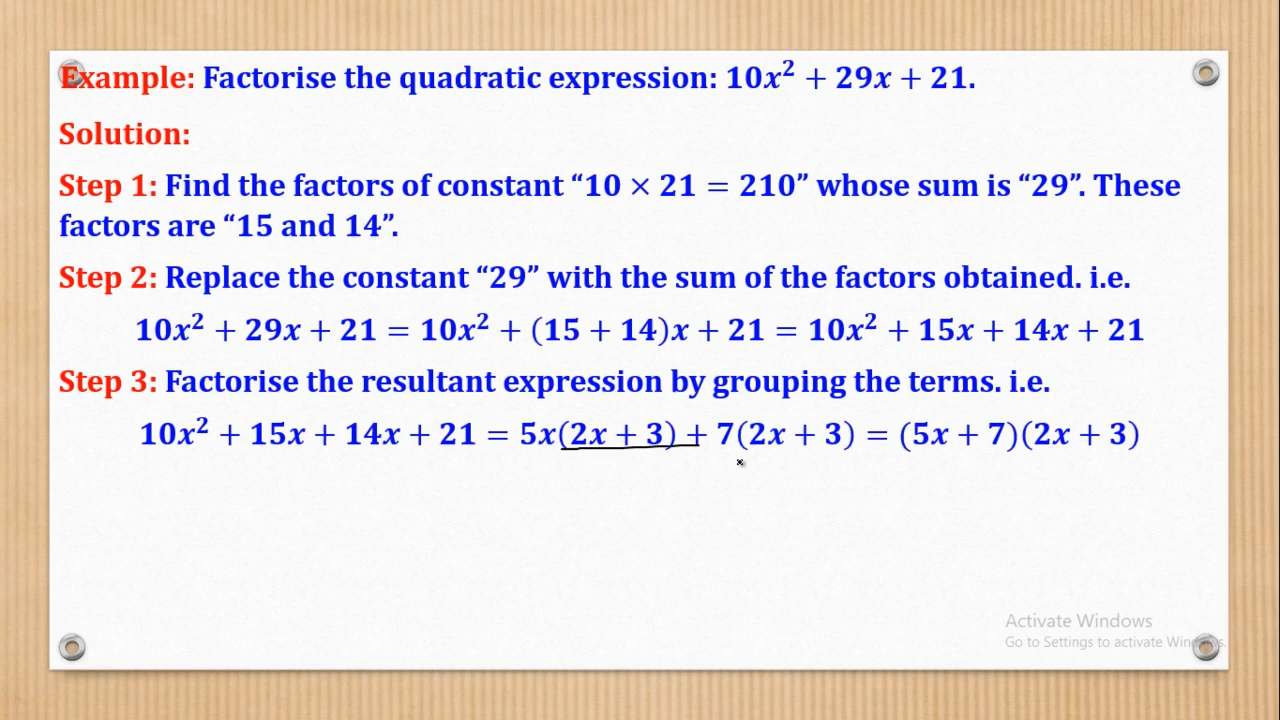 Example: Factorise the quadratic expression: 10x² + 29x + 21.
Solution:
Step 1: Find the factors of constant “10 × 21 = 210” whose sum is “29”. These
factors are “15 and 14”.
Step 2: Replace the constant “29” with the sum of the factors obtained. i.e.
10x² + 29x + 21 = 10x² + (15 + 14)x + 21 = 10x² + 15x + 14x + 21
Step 3: Factorise the resultant expression by grouping the terms. i.e.
10x² + 15x + 14x + 21 = 5x(2x + 3) + 7(2x + 3) = (5x + 7)(2x + 3)
Activate Windows
Go to Settings to activate Windows.